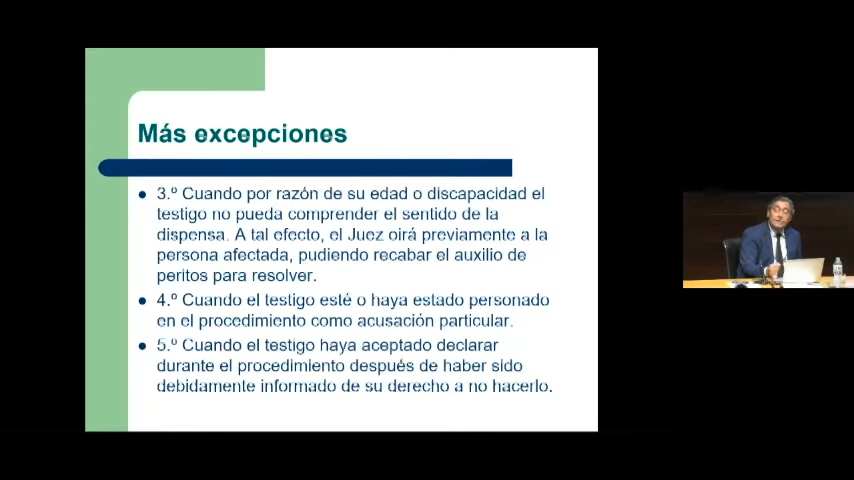 Más excepciones
3.º Cuando por razón de su edad o discapacidad el
testigo no pueda comprender el sentido de la
dispensa. A tal efecto, el Juez oirá previamente a la
persona afectada, pudiendo recabar el auxilio de
peritos para resolver.
4.º Cuando el testigo esté o haya estado personado
en el procedimiento como acusación particular.
5.º Cuando el testigo haya aceptado declarar
durante el procedimiento después de haber sido
debidamente informado de su derecho a no hacerlo.